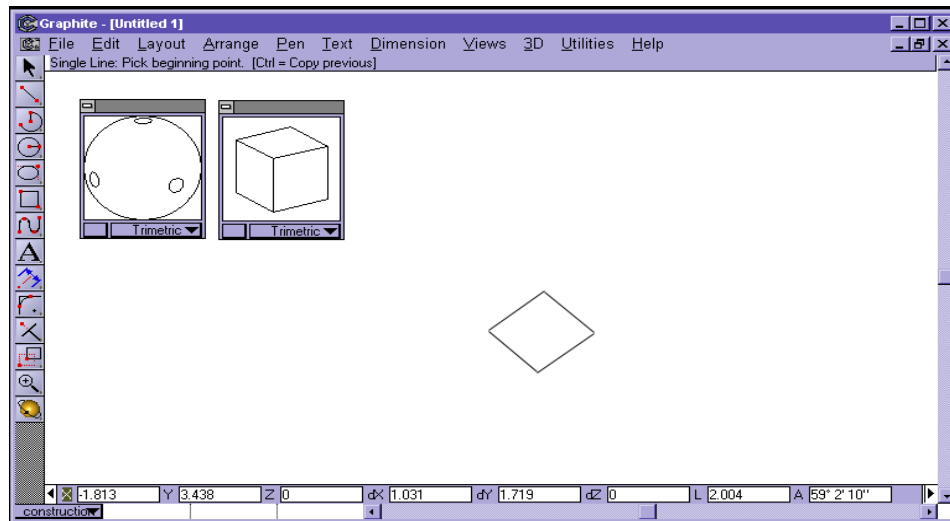 Graphite - [Untitled 1]
File Edit Layout Arrange Pen Text Dimension Views 3D Utilities Help
Single Line: Pick beginning point. [Ctrl = Copy previous]
A
Trimetric Trimetric
X -1.813 Y 3.438 Z 0 dX 1.031 dY 1.719 dZ 0 L 2.004 A 59° 2' 10"
construction